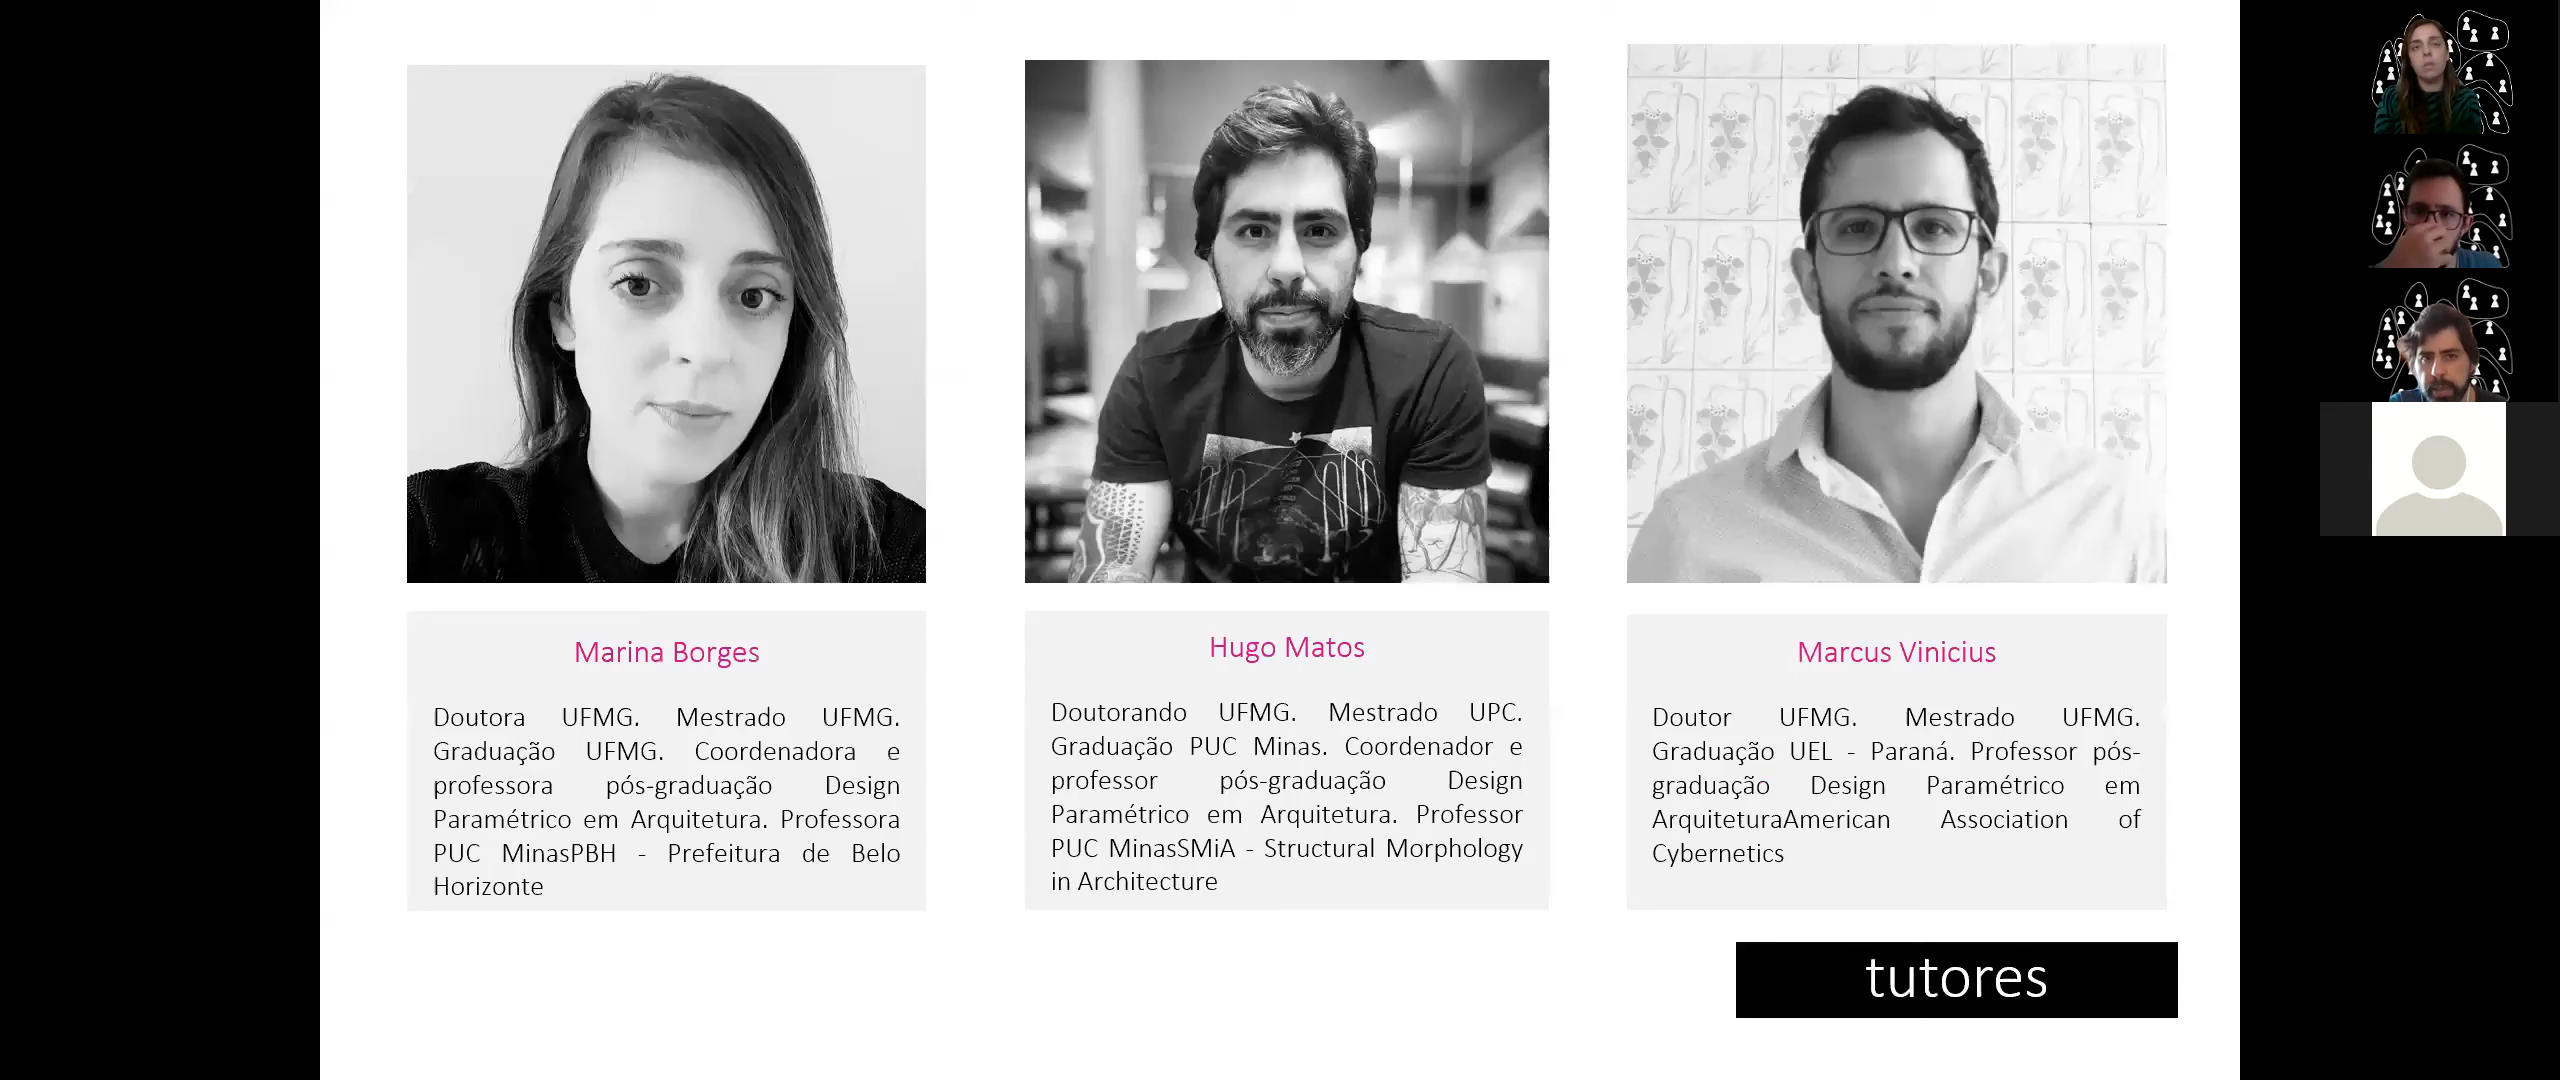 Marina Borges
Doutora UFMG. Mestrado UFMG.
Graduação UFMG. Coordenadora e
professora pós-graduação Design
Paramétrico em Arquitetura. Professora
PUC MinasPBH - Prefeitura de Belo
Horizonte
Hugo Matos
Doutorando UFMG. Mestrado UPC.
Graduação PUC Minas. Coordenador e
professor pós-graduação Design
Paramétrico em Arquitetura. Professor
PUC MinasSMiA - Structural Morphology
in Architecture
Marcus Vinicius
Doutor UFMG. Mestrado UFMG.
Graduação UEL - Paraná. Professor pós-
graduação Design Paramétrico em
ArquiteturaAmerican Association of
Cybernetics
tutores